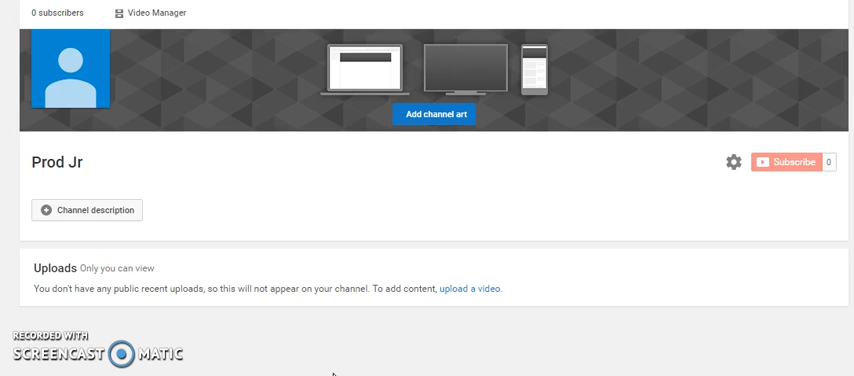 0 subscribers Video Manager
Add channel art
Prod Jr
Subscribe 0
Channel description
Uploads Only you can view
You don't have any public recent uploads, so this will not appear on your channel. To add content, upload a video.
RECORDED WITH
SCREENCAST MATIC